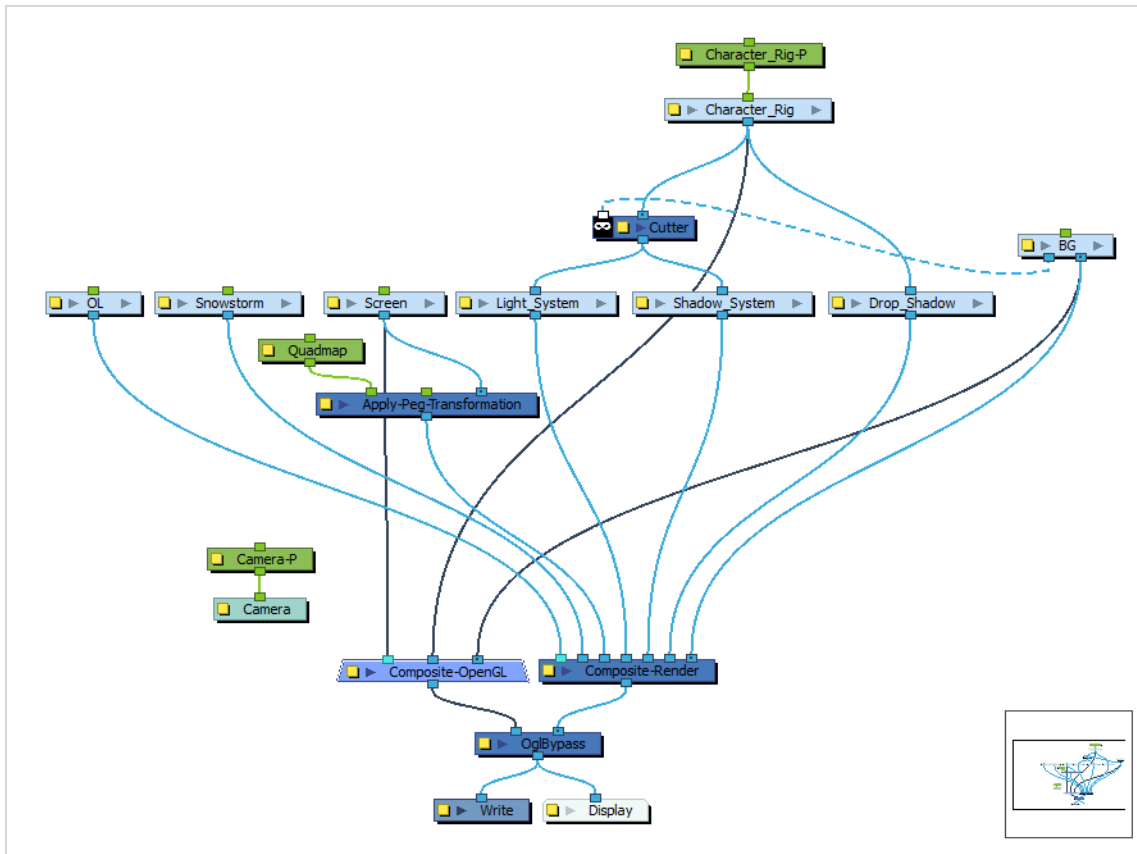 Character_Rig-P
Character_Rig
Cutter
BG
OL
Snowstorm
Screen
Light_System
Shadow_System
Drop_Shadow
Quadmap
Apply-Peg-Transformation
Camera-P
Camera
Composite-OpenGL
Composite-Render
OglBypass
Write
Display